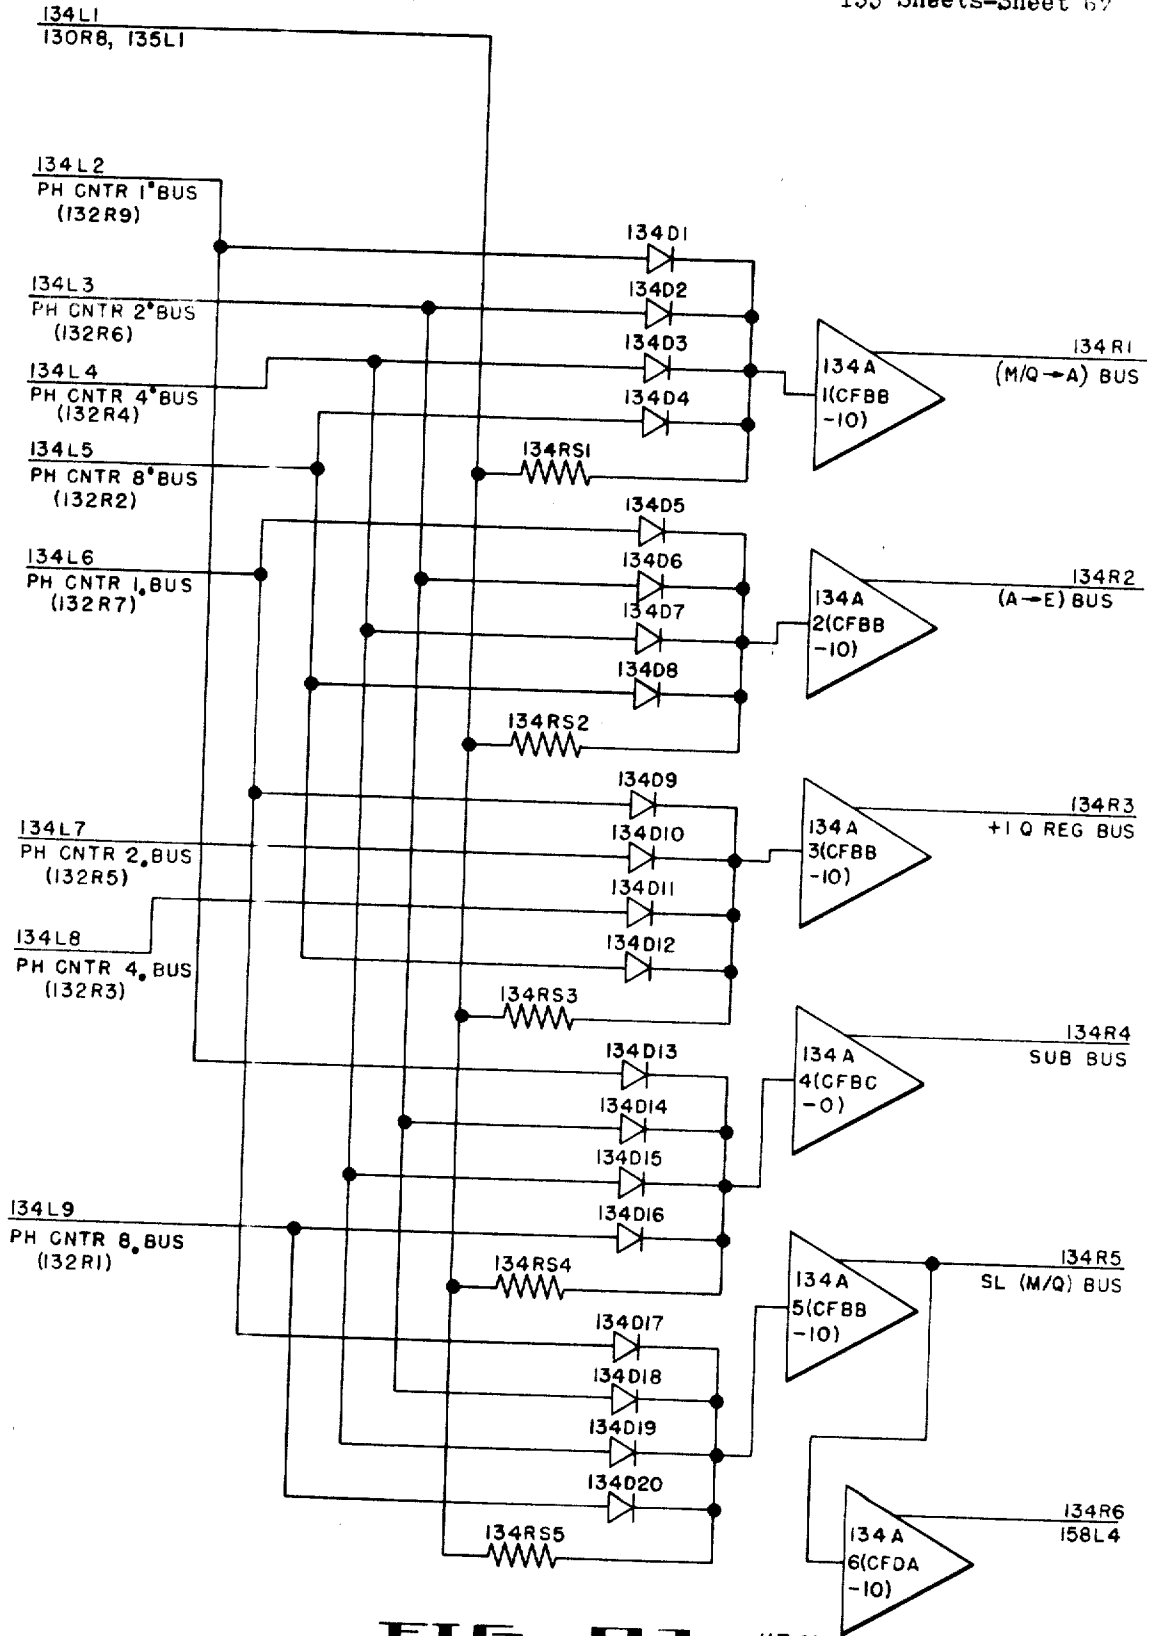 134L1
130R8, 135L1
134L2
PH CNTR 1• BUS
(132R9)
134L3
PH CNTR 2• BUS
(132R6)
134L4
PH CNTR 4• BUS
(132R4)
134L5
PH CNTR 8• BUS
(132R2)
134L6
PH CNTR 1. BUS
(132R7)
134L7
PH CNTR 2. BUS
(132R5)
134L8
PH CNTR 4. BUS
(132R3)
134L9
PH CNTR 8. BUS
(132R1)
134D1
134D2
134D3
134D4
134RS1
134D5
134D6
134D7
134D8
134RS2
134D9
134D10
134D11
134D12
134RS3
134D13
134D14
134D15
134D16
134RS4
134D17
134D18
134D19
134D20
134RS5
134A
1(CFBB
-10)
134R1
(M/Q→A) BUS
134A
2(CFBB
-10)
134R2
(A→E) BUS
134A
3(CFBB
-10)
134R3
+1 Q REG BUS
134A
4(CFBC
-0)
134R4
SUB BUS
134A
5(CFBB
-10)
134R5
SL (M/Q) BUS
134A
6(CFDA
-10)
134R6
158L4